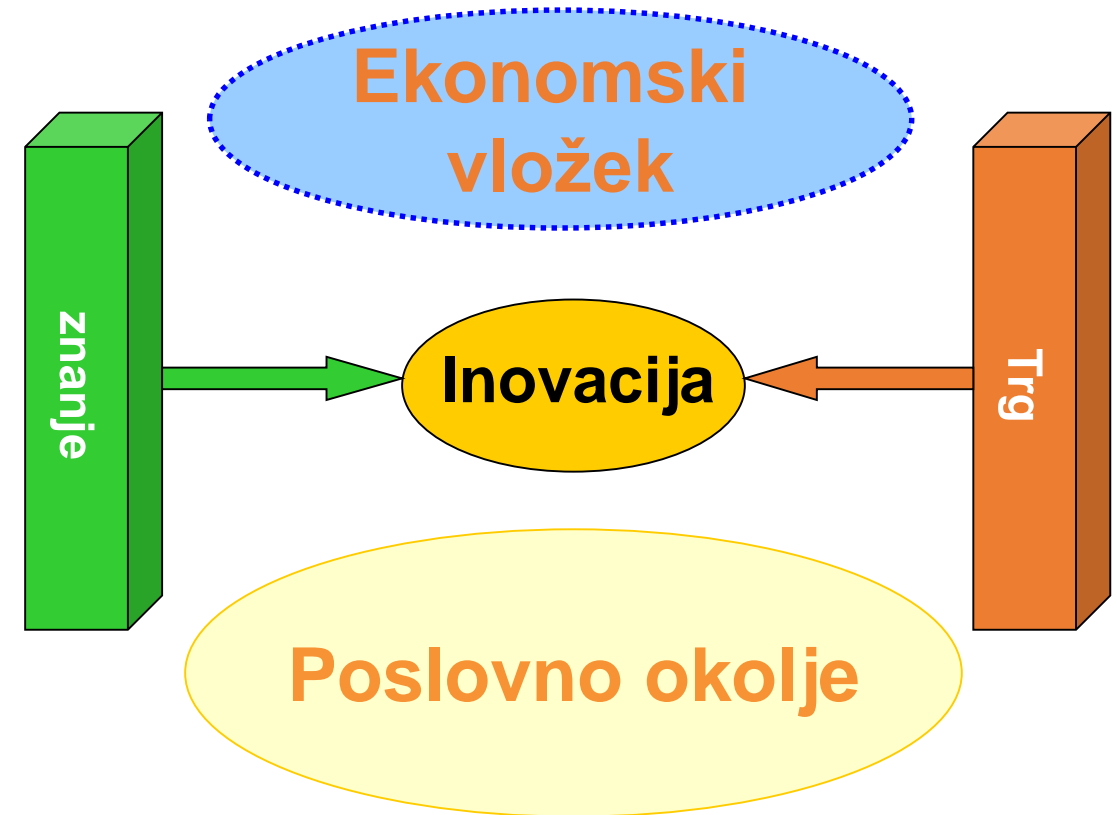 Ekonomski
vložek
znanje
Inovacija
Trg
Poslovno okolje